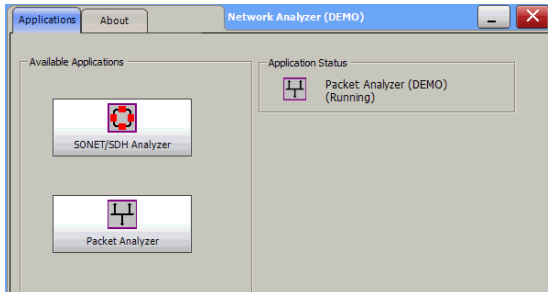 Applications
About
Network Analyzer (DEMO)
Available Applications
SONET/SDH Analyzer
Packet Analyzer
Application Status
Packet Analyzer (DEMO)
(Running)